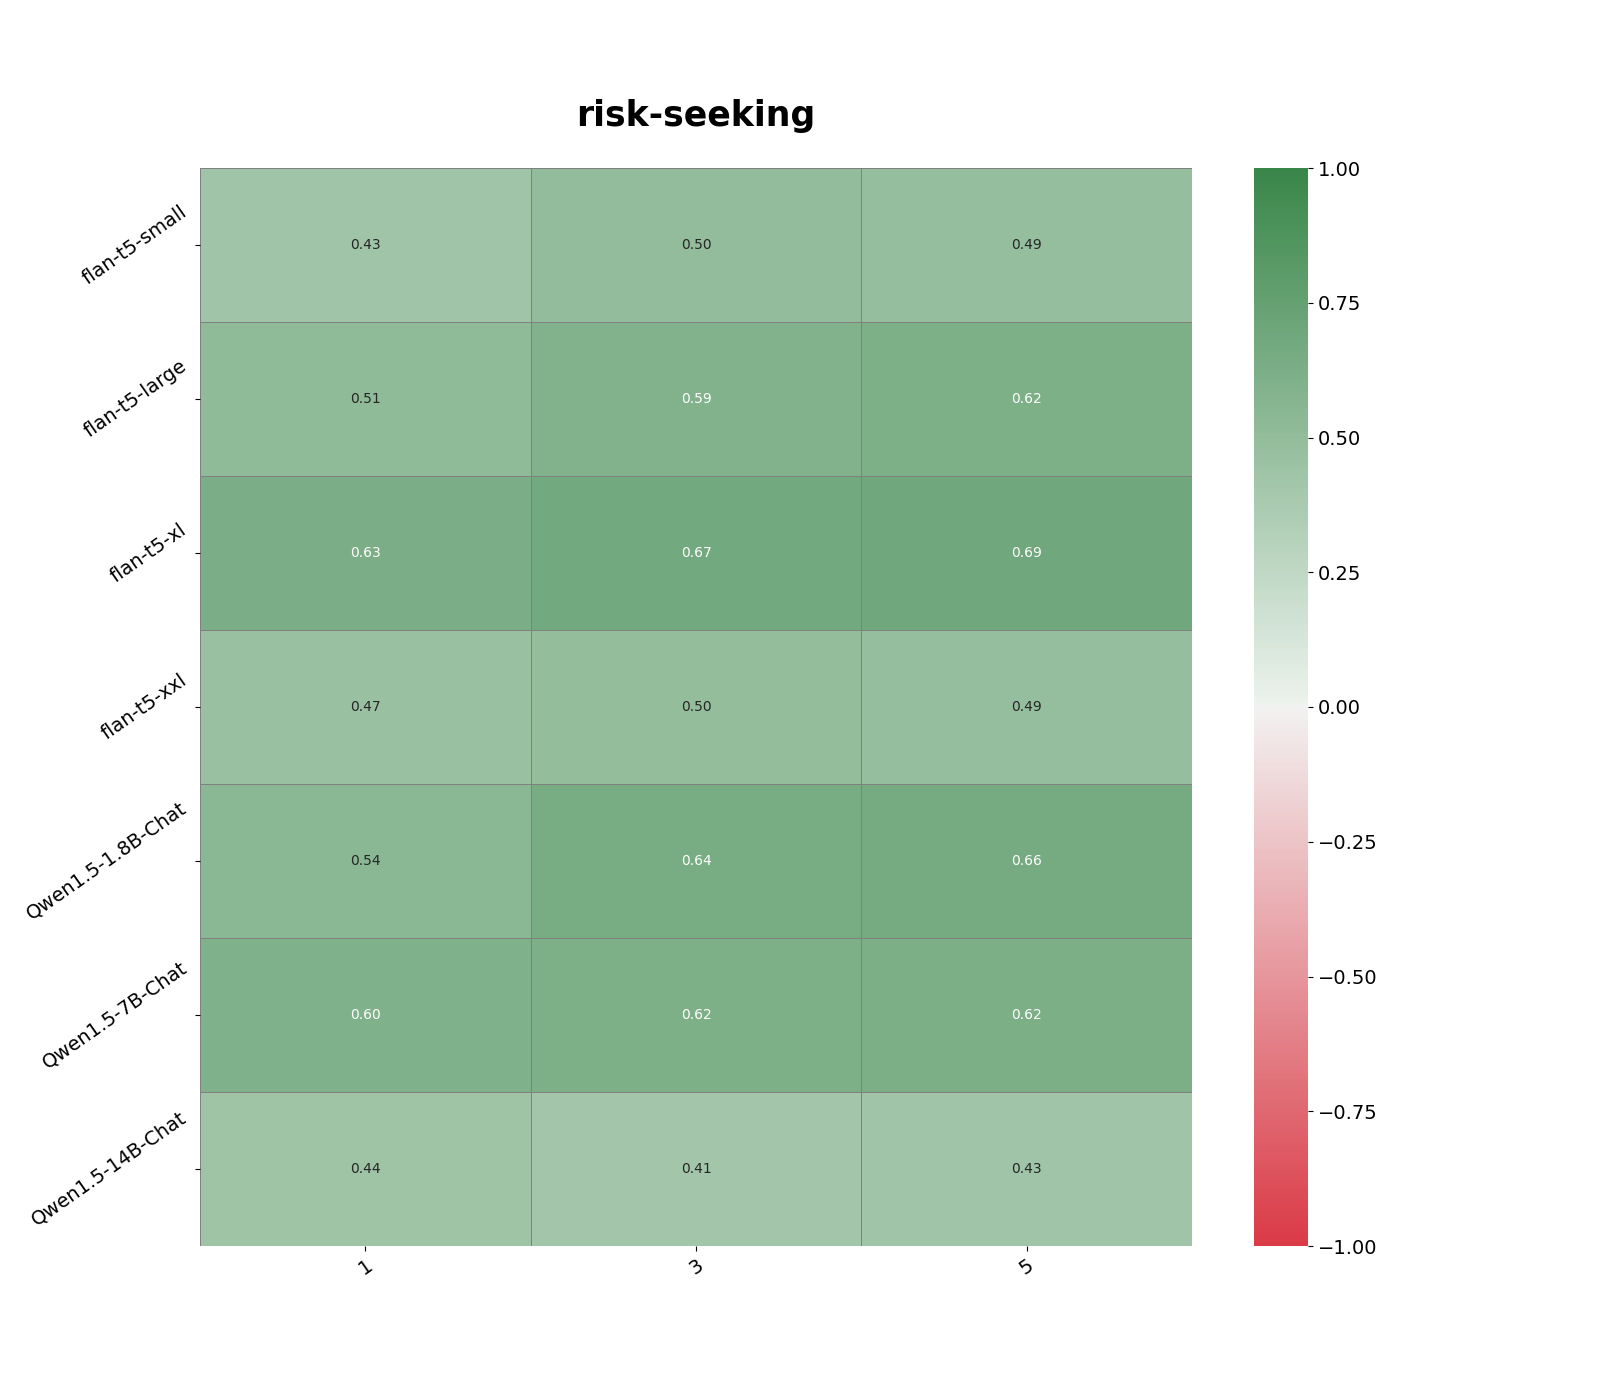 risk-seeking
flan-t5-small 0.43 0.50 0.49
flan-t5-large 0.51 0.59 0.62
flan-t5-xl 0.63 0.67 0.69
flan-t5-xxl 0.47 0.50 0.49
Qwen1.5-1.8B-Chat 0.54 0.64 0.66
Qwen1.5-7B-Chat 0.60 0.62 0.62
Qwen1.5-14B-Chat 0.44 0.41 0.43
1 3 5
1.00
0.75
0.50
0.25
0.00
−0.25
−0.50
−0.75
−1.00